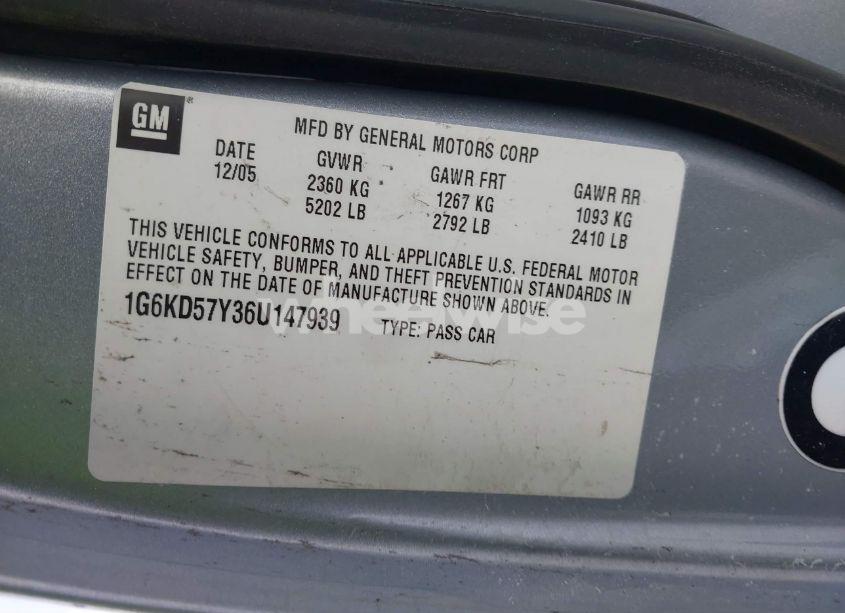 GM ®
MFD BY GENERAL MOTORS CORP
DATE GVWR GAWR FRT GAWR RR
12/05 2360 KG 1267 KG 1093 KG
5202 LB 2792 LB 2410 LB
THIS VEHICLE CONFORMS TO ALL APPLICABLE U.S. FEDERAL MOTOR
VEHICLE SAFETY, BUMPER, AND THEFT PREVENTION STANDARDS IN
EFFECT ON THE DATE OF MANUFACTURE SHOWN ABOVE.
1G6KD57Y36U147939 TYPE: PASS CAR
wheelwise